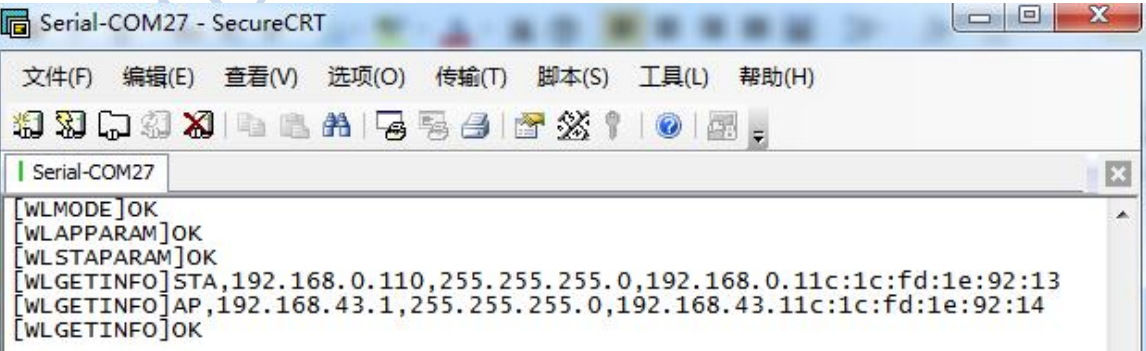 Serial-COM27 - SecureCRT
文件(F) 编辑(E) 查看(V) 选项(O) 传输(T) 脚本(S) 工具(L) 帮助(H)
Serial-COM27
[WLMODE]OK
[WLAPPARAM]OK
[WLSTAPARAM]OK
[WLGETINFO]STA,192.168.0.110,255.255.255.0,192.168.0.11c:1c:fd:1e:92:13
[WLGETINFO]AP,192.168.43.1,255.255.255.0,192.168.43.11c:1c:fd:1e:92:14
[WLGETINFO]OK